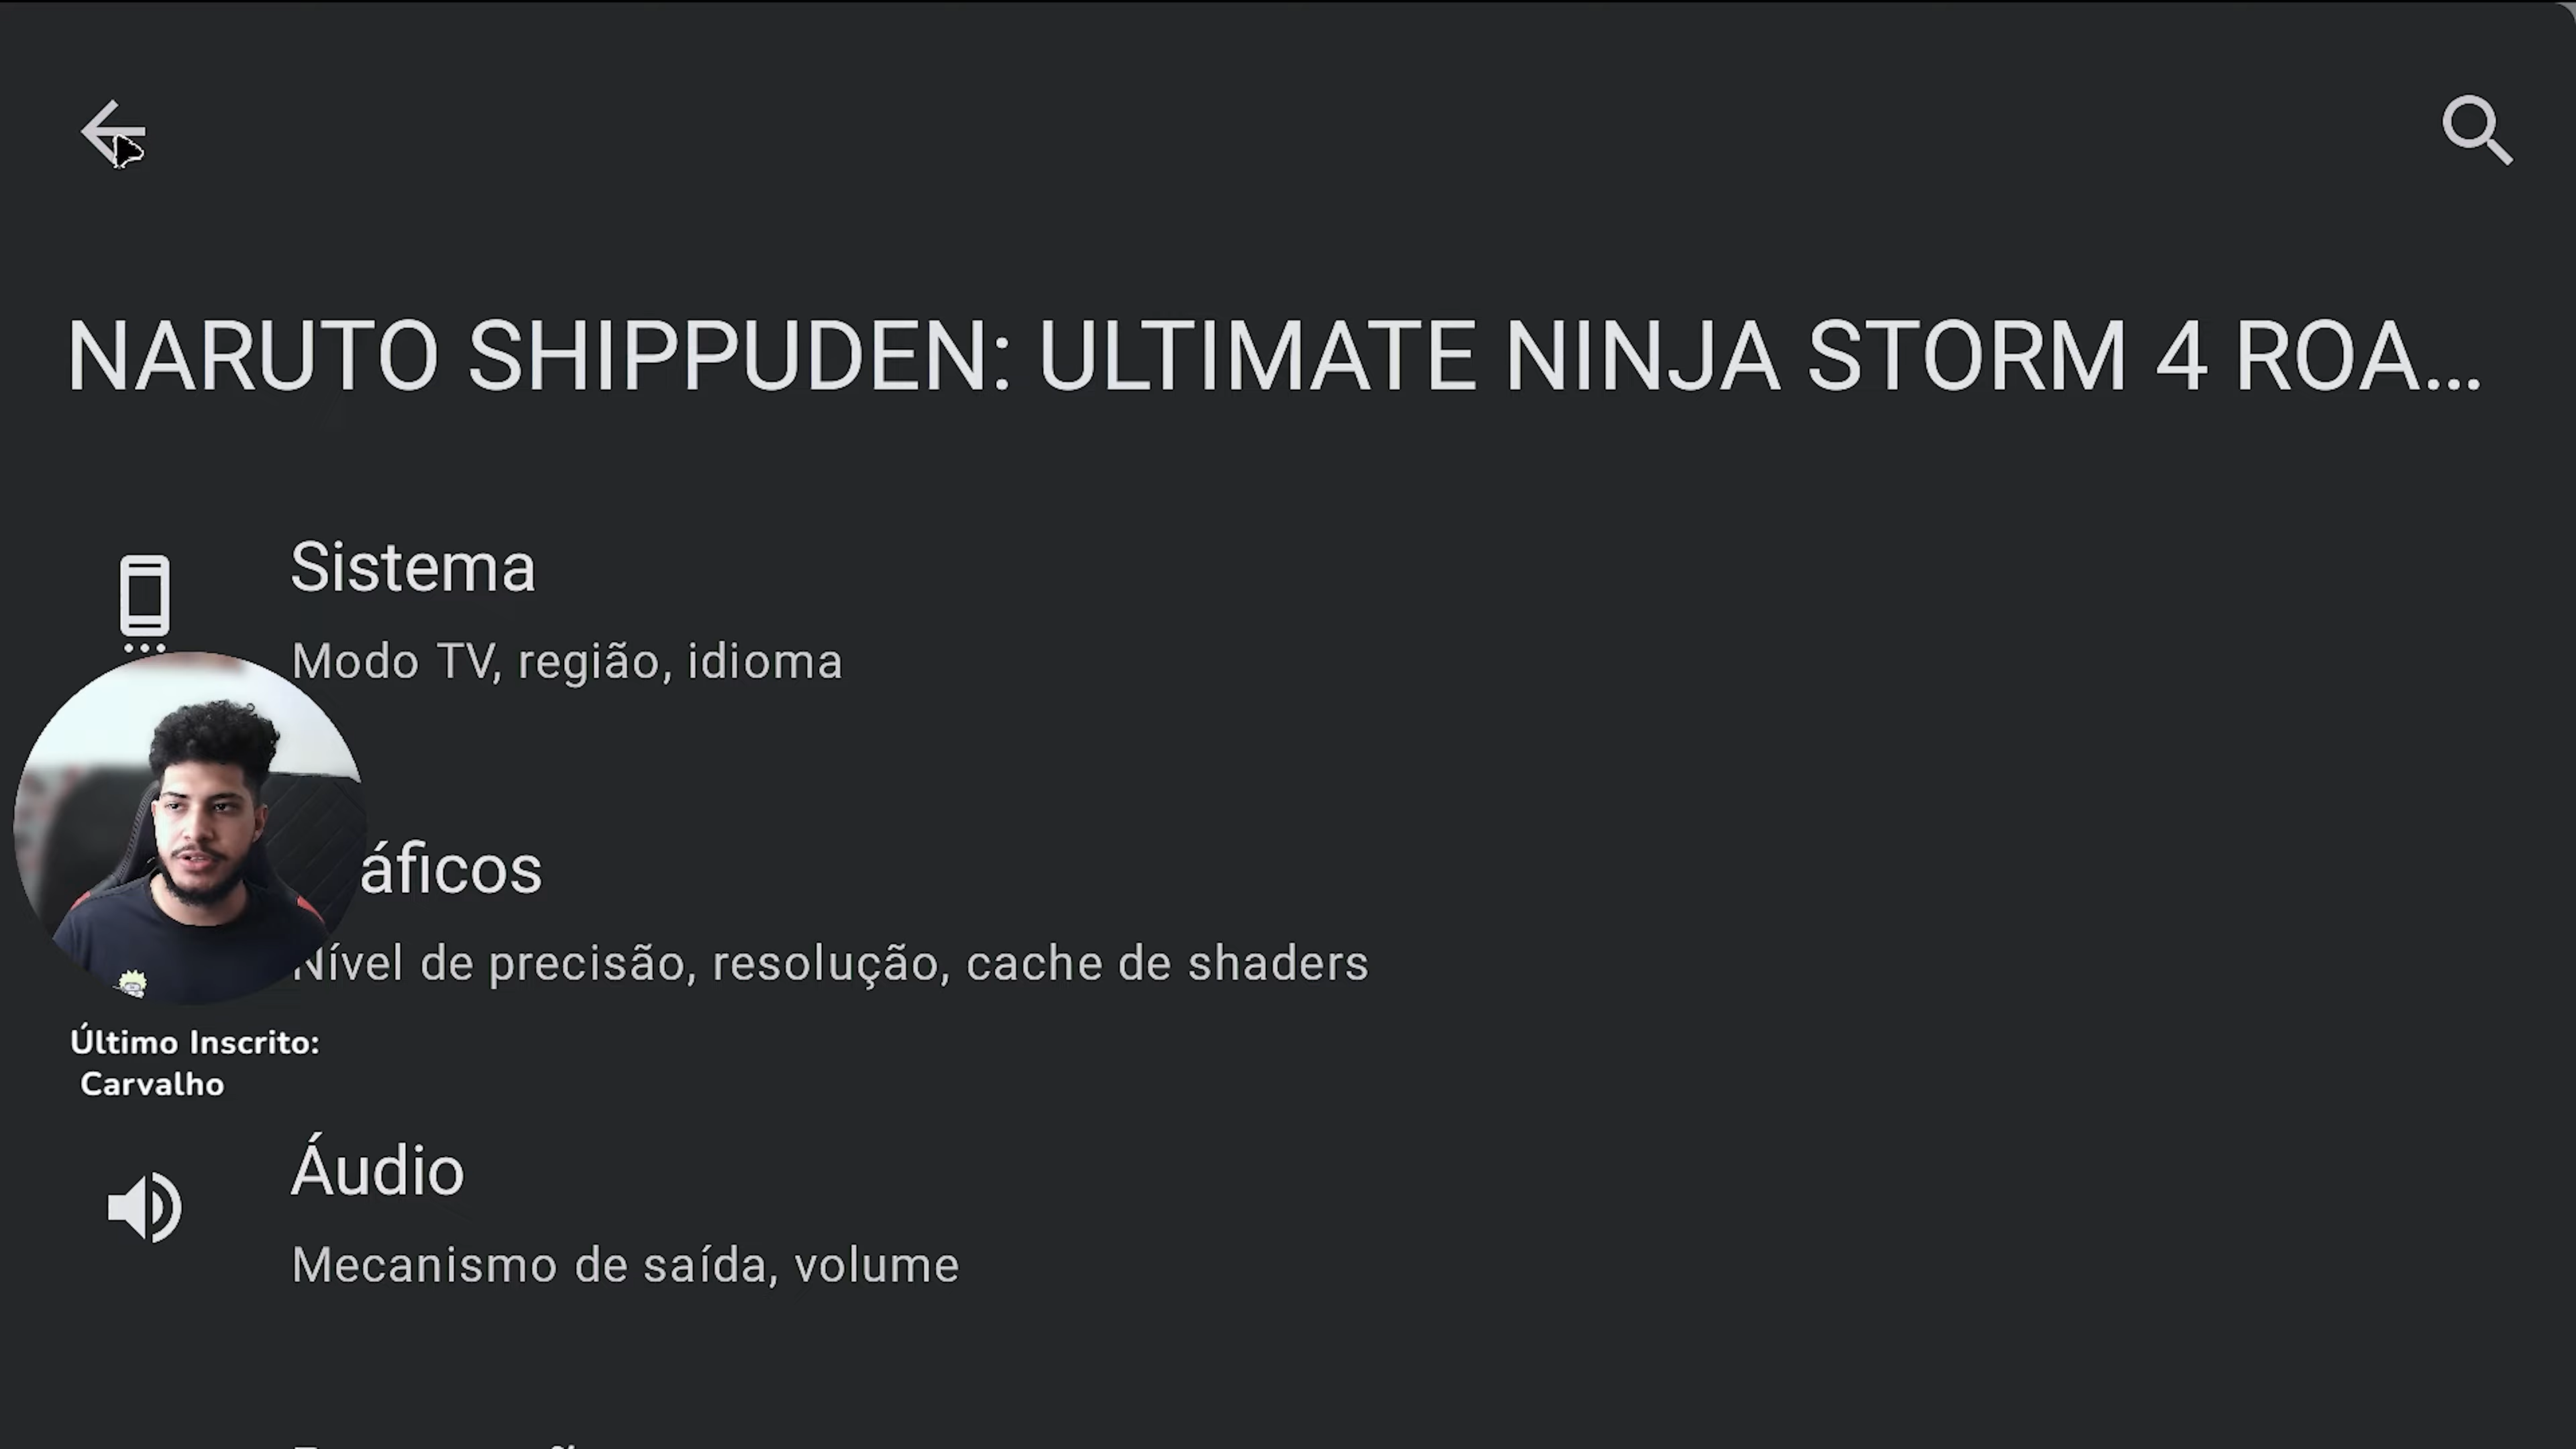 NARUTO SHIPPUDEN: ULTIMATE NINJA STORM 4 ROA...
Sistema
Modo TV, região, idioma
áficos
Nível de precisão, resolução, cache de shaders
Último Inscrito:
Carvalho
Áudio
Mecanismo de saída, volume